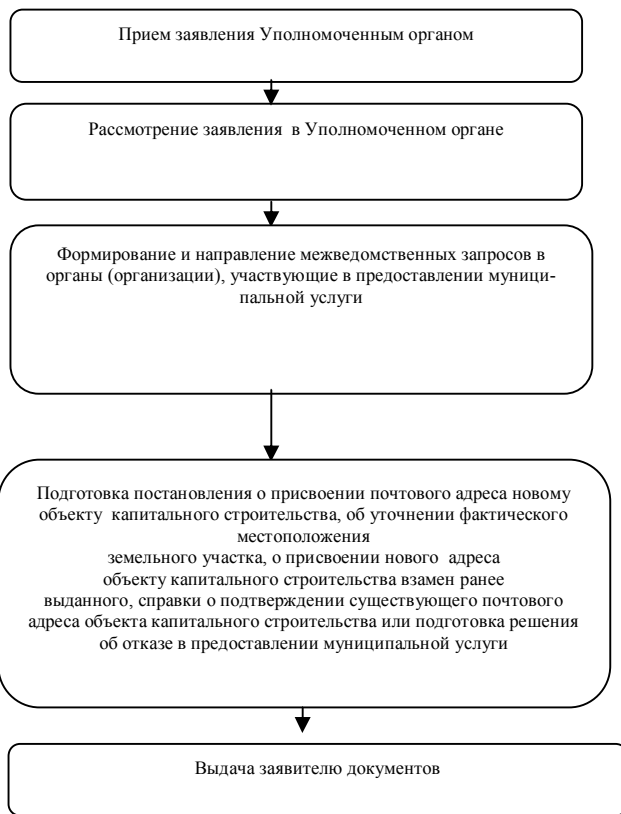 Прием заявления Уполномоченным органом
Рассмотрение заявления  в Уполномоченном органе
Формирование и направление межведомственных запросов в
органы (организации), участвующие в предоставлении муници-
пальной услуги
Подготовка постановления о присвоении почтового адреса новому
объекту  капитального строительства, об уточнении фактического
местоположения
земельного участка, о присвоении нового  адреса
объекту капитального строительства взамен ранее
выданного, справки о подтверждении существующего почтового
адреса объекта капитального строительства или подготовка решения
об отказе в предоставлении муниципальной услуги
Выдача заявителю документов